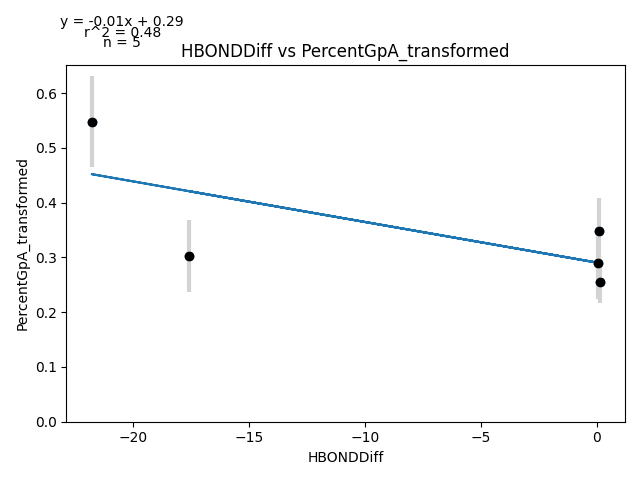 y = -0.01x + 0.29
r^2 = 0.48
n = 5
HBONDDiff vs PercentGpA_transformed
PercentGpA_transformed
0.6
0.5
0.4
0.3
0.2
0.1
0.0
−20
−15
−10
−5
0
HBONDDiff